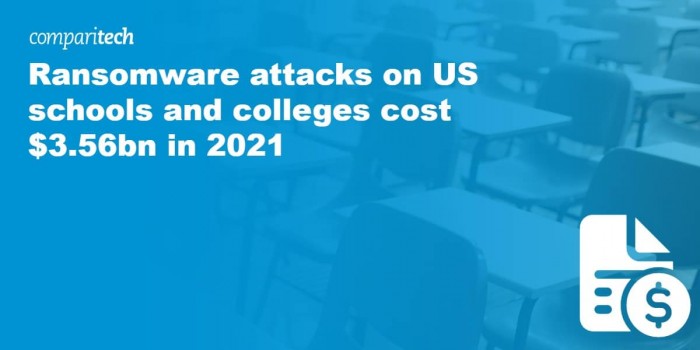 comparitech
Ransomware attacks on US
schools and colleges cost
$3.56bn in 2021
$